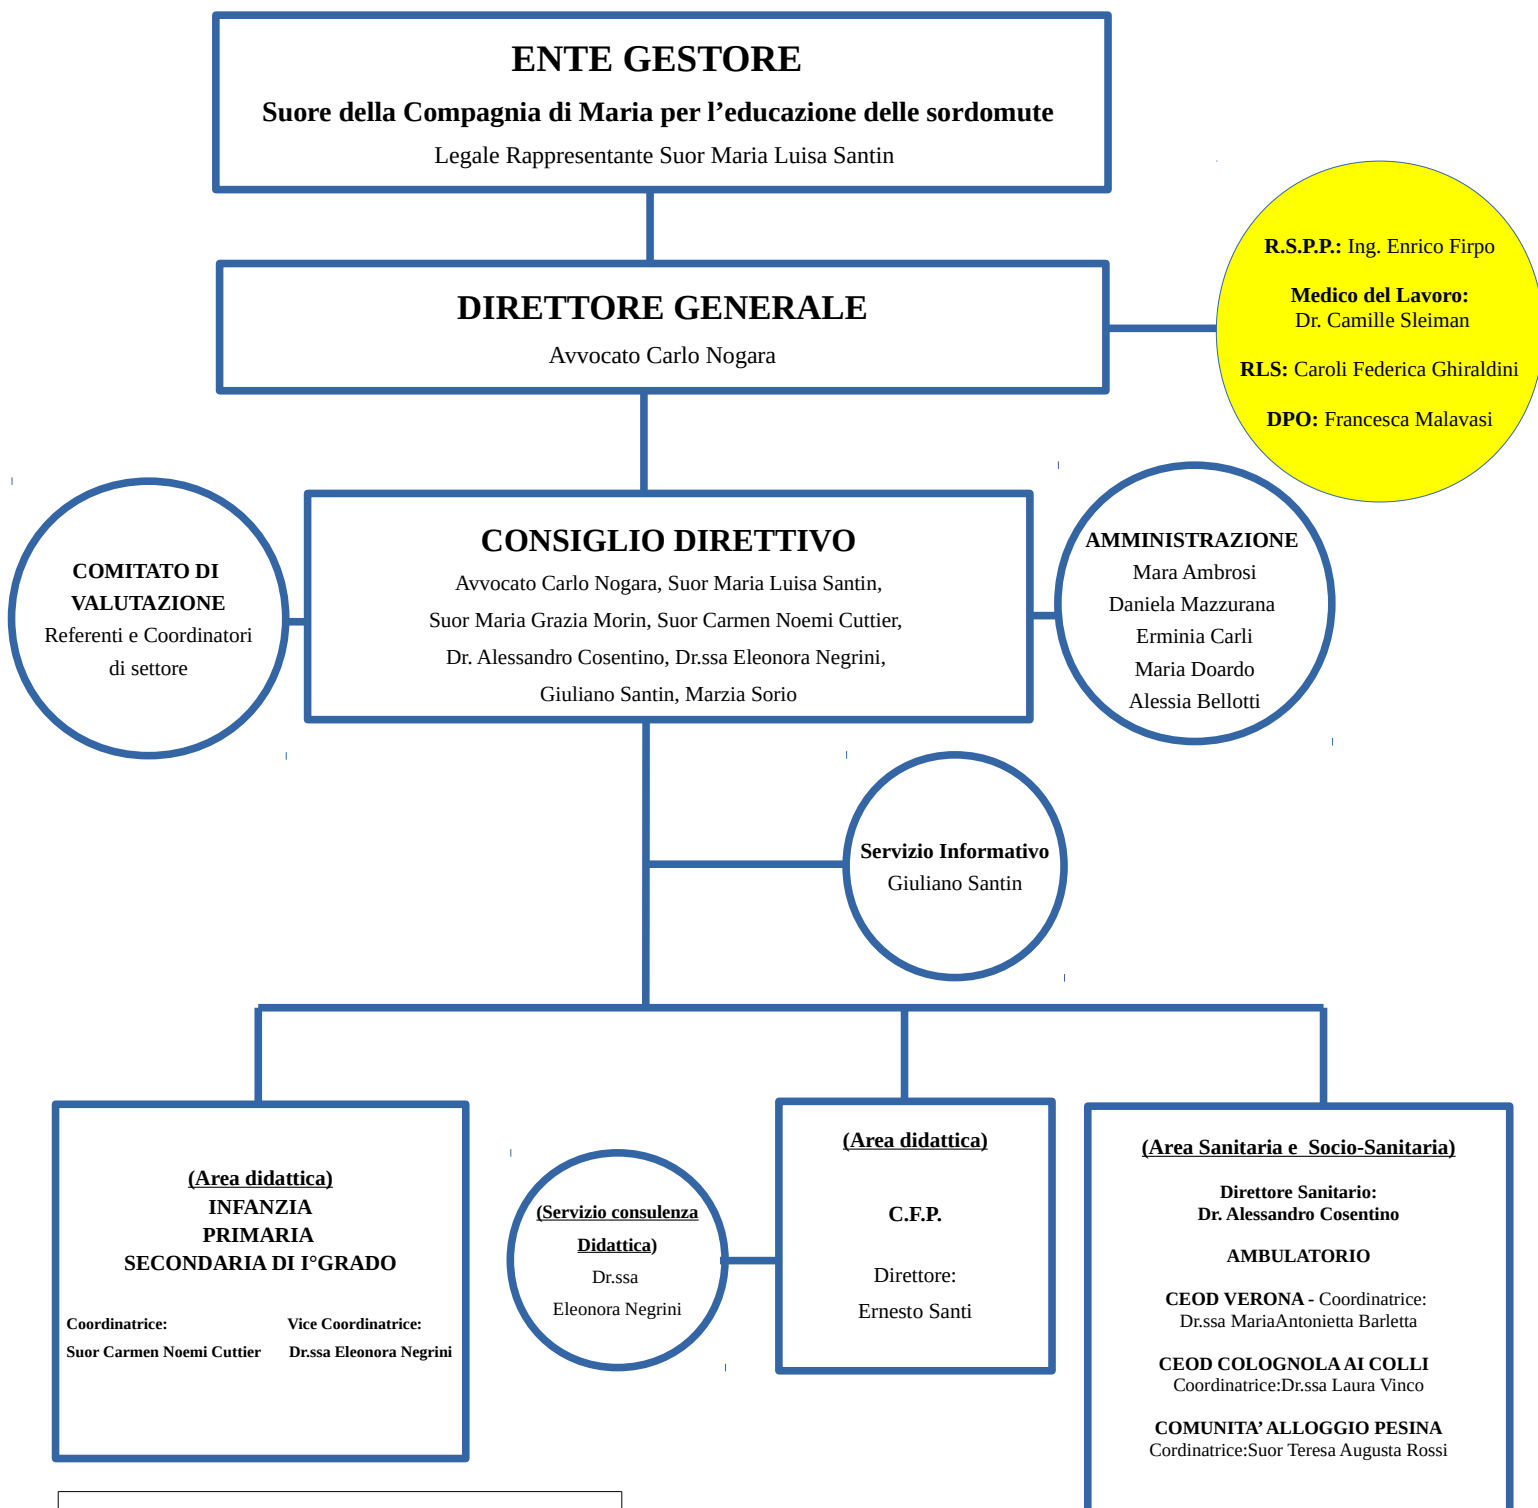 ENTE GESTORE
Suore della Compagnia di Maria per l’educazione delle sordomute
Legale Rappresentante Suor Maria Luisa Santin
R.S.P.P.: Ing. Enrico Firpo
Medico del Lavoro:
Dr. Camille Sleiman
RLS: Caroli Federica Ghiraldini
DPO: Francesca Malavasi
DIRETTORE GENERALE
Avvocato Carlo Nogara
COMITATO DI
VALUTAZIONE
Referenti e Coordinatori
di settore
CONSIGLIO DIRETTIVO
Avvocato Carlo Nogara, Suor Maria Luisa Santin,
Suor Maria Grazia Morin, Suor Carmen Noemi Cuttier,
Dr. Alessandro Cosentino, Dr.ssa Eleonora Negrini,
Giuliano Santin, Marzia Sorio
AMMINISTRAZIONE
Mara Ambrosi
Daniela Mazzurana
Erminia Carli
Maria Doardo
Alessia Bellotti
Servizio Informativo
Giuliano Santin
(Area didattica)
INFANZIA
PRIMARIA
SECONDARIA DI I°GRADO
Coordinatrice: Vice Coordinatrice:
Suor Carmen Noemi Cuttier Dr.ssa Eleonora Negrini
(Servizio consulenza
Didattica)
Dr.ssa
Eleonora Negrini
(Area didattica)
C.F.P.
Direttore:
Ernesto Santi
(Area Sanitaria e Socio-Sanitaria)
Direttore Sanitario:
Dr. Alessandro Cosentino
AMBULATORIO
CEOD VERONA - Coordinatrice:
Dr.ssa MariaAntonietta Barletta
CEOD COLOGNOLA AI COLLI
Coordinatrice:Dr.ssa Laura Vinco
COMUNITA’ ALLOGGIO PESINA
Cordinatrice:Suor Teresa Augusta Rossi